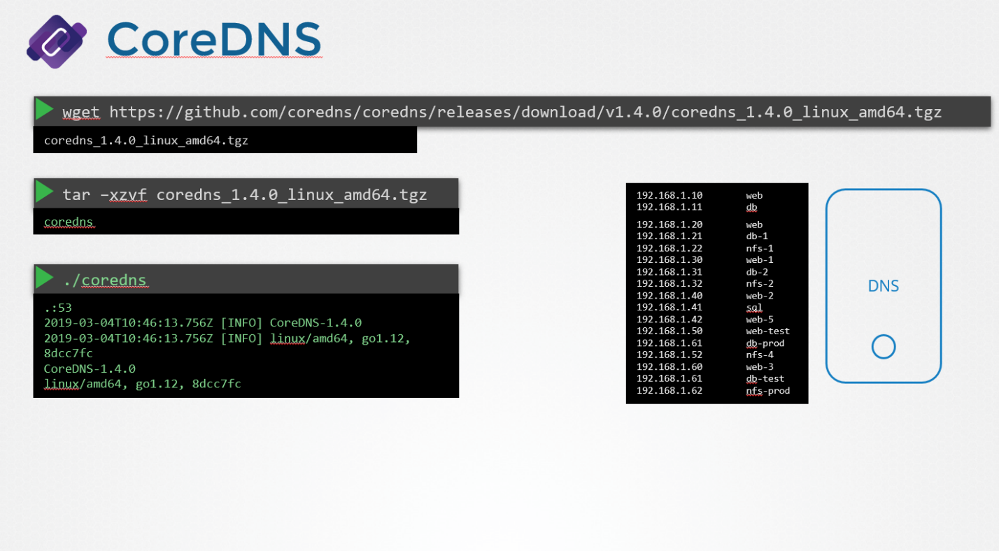 CoreDNS
wget https://github.com/coredns/coredns/releases/download/v1.4.0/coredns_1.4.0_linux_amd64.tgz
coredns_1.4.0_linux_amd64.tgz
tar –xzvf coredns_1.4.0_linux_amd64.tgz
coredns
./coredns
.:53
2019-03-04T10:46:13.756Z [INFO] CoreDNS-1.4.0
2019-03-04T10:46:13.756Z [INFO] linux/amd64, go1.12,
8dcc7fc
CoreDNS-1.4.0
linux/amd64, go1.12, 8dcc7fc
192.168.1.10 web
192.168.1.11 db
192.168.1.20 web
192.168.1.21 db-1
192.168.1.22 nfs-1
192.168.1.30 web-1
192.168.1.31 db-2
192.168.1.32 nfs-2
192.168.1.40 web-2
192.168.1.41 sql
192.168.1.42 web-5
192.168.1.50 web-test
192.168.1.61 db-prod
192.168.1.52 nfs-4
192.168.1.60 web-3
192.168.1.61 db-test
192.168.1.62 nfs-prod
DNS